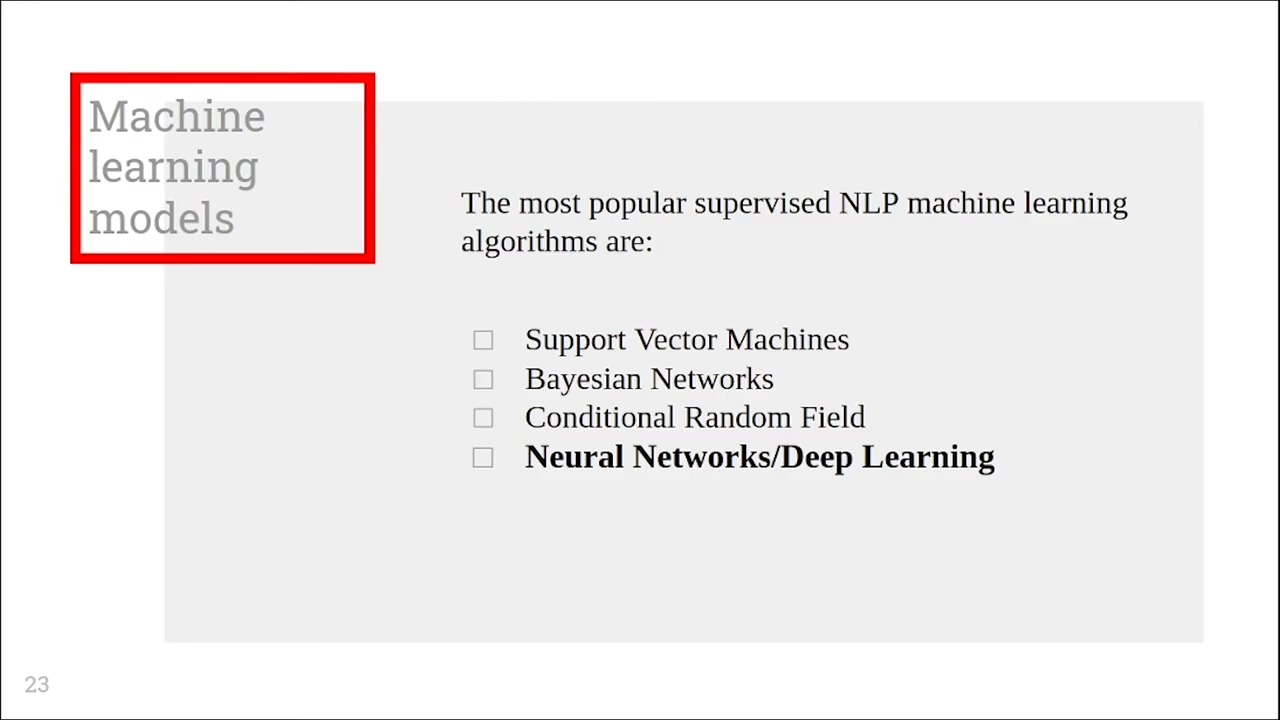 Machine
learning
models
The most popular supervised NLP machine learning
algorithms are:
Support Vector Machines
Bayesian Networks
Conditional Random Field
Neural Networks/Deep Learning
23